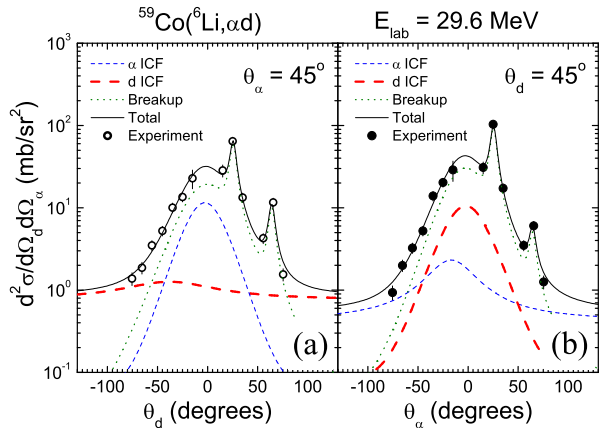 ⁵⁹Co(⁶Li,αd)
E_lab = 29.6 MeV
d²σ/dΩ_d dΩ_α (mb/sr²)
10³
10²
10¹
10⁰
10⁻¹
α ICF
d ICF
Breakup
Total
Experiment
θ_α = 45°
(a)
-100 -50 0 50 100
θ_d (degrees)
α ICF
d ICF
Breakup
Total
Experiment
θ_d = 45°
(b)
-100 -50 0 50 100
θ_α (degrees)